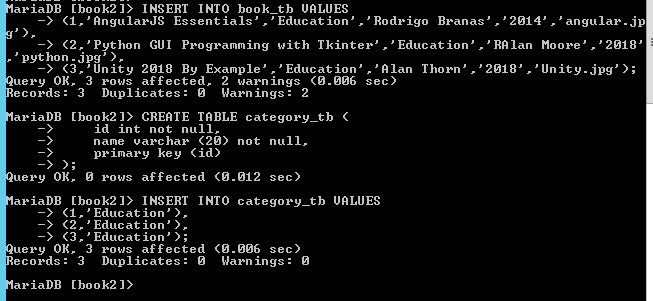 MariaDB [book2]> INSERT INTO book_tb VALUES
    -> (1,'AngularJS Essentials','Education','Rodrigo Branas','2014','angular.jp
g'),
    -> (2,'Python GUI Programming with Tkinter','Education','RAlan Moore','2018'
,'python.jpg'),
    -> (3,'Unity 2018 By Example','Education','Alan Thorn','2018','Unity.jpg');
Query OK, 3 rows affected, 2 warnings (0.006 sec)
Records: 3  Duplicates: 0  Warnings: 2
MariaDB [book2]> CREATE TABLE category_tb (
    ->     id int not null,
    ->     name varchar (20) not null,
    ->     primary key (id)
    -> );
Query OK, 0 rows affected (0.012 sec)
MariaDB [book2]> INSERT INTO category_tb VALUES
    -> (1,'Education'),
    -> (2,'Education'),
    -> (3,'Education');
Query OK, 3 rows affected (0.006 sec)
Records: 3  Duplicates: 0  Warnings: 0
MariaDB [book2]>